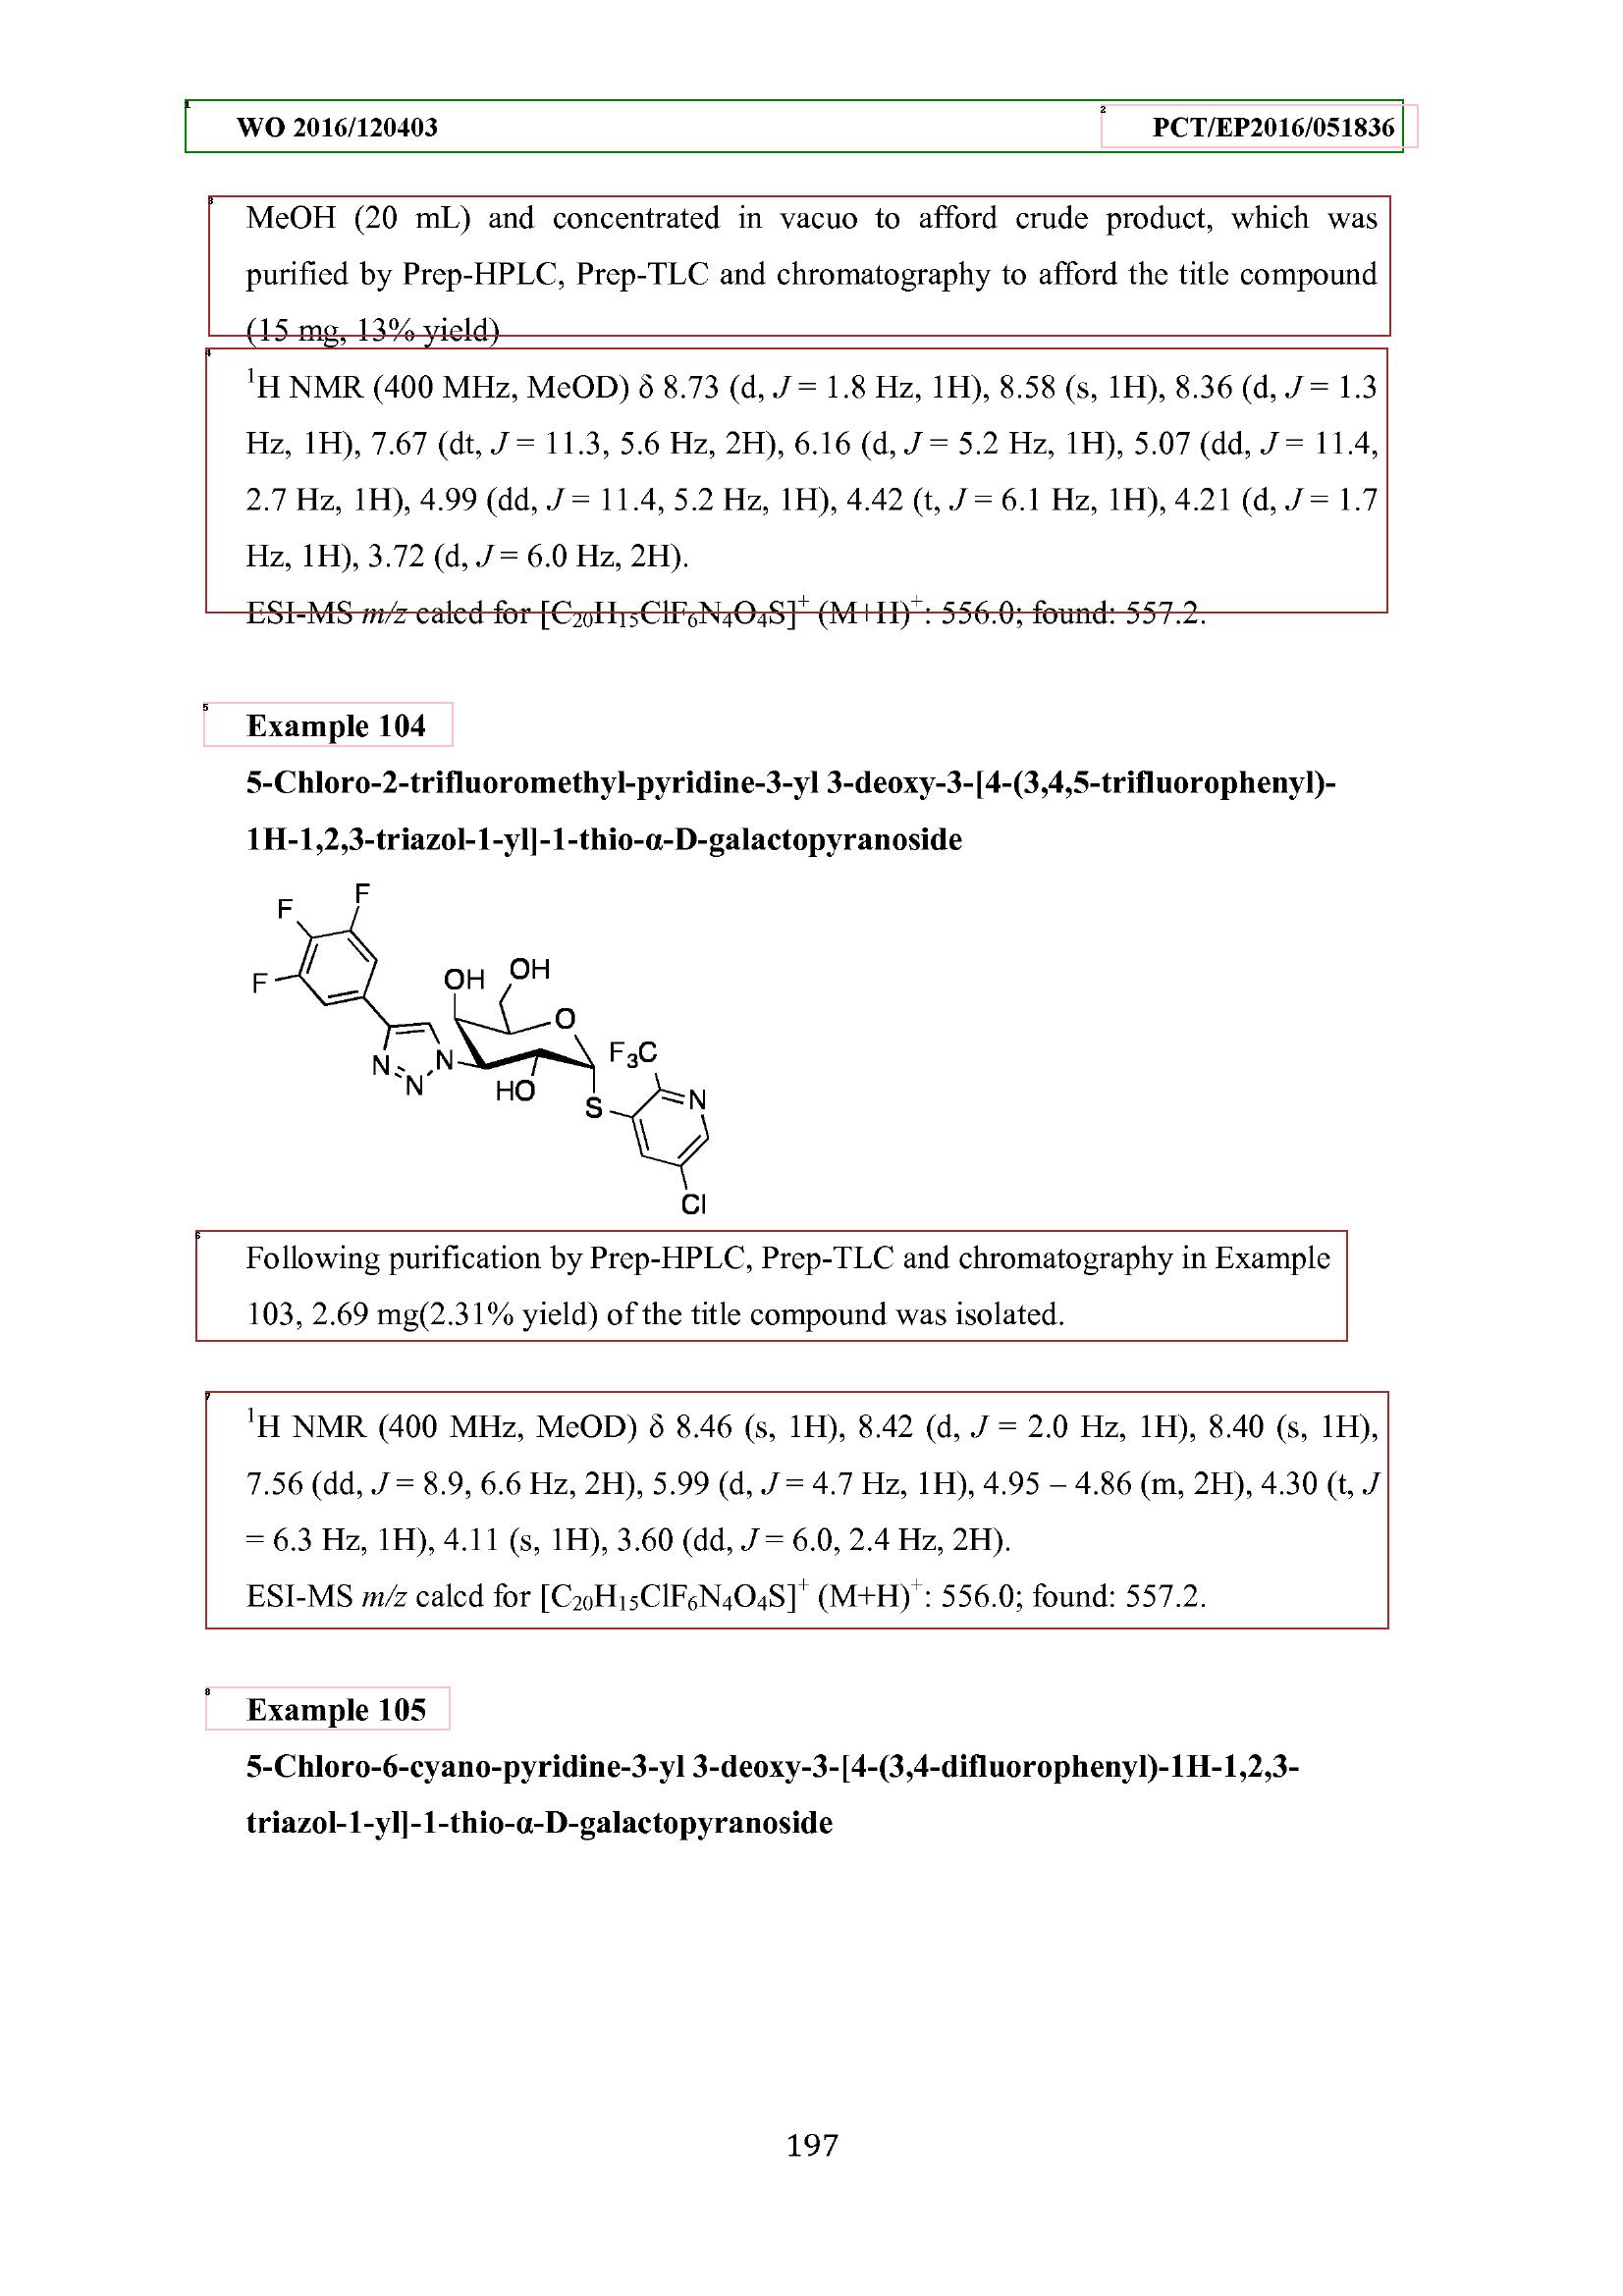 WO 2016/120403 PCT/EP2016/051836
MeOH (20 mL) and concentrated in vacuo to afford crude product, which was
purified by Prep-HPLC, Prep-TLC and chromatography to afford the title compound
(15 mg, 13% yield)
¹H NMR (400 MHz, MeOD) δ 8.73 (d, J = 1.8 Hz, 1H), 8.58 (s, 1H), 8.36 (d, J = 1.3
Hz, 1H), 7.67 (dt, J = 11.3, 5.6 Hz, 2H), 6.16 (d, J = 5.2 Hz, 1H), 5.07 (dd, J = 11.4,
2.7 Hz, 1H), 4.99 (dd, J = 11.4, 5.2 Hz, 1H), 4.42 (t, J = 6.1 Hz, 1H), 4.21 (d, J = 1.7
Hz, 1H), 3.72 (d, J = 6.0 Hz, 2H).
ESI-MS m/z calcd for [C₂₀H₁₅ClF₆N₄O₄S]⁺ (M+H)⁺: 556.0; found: 557.2.
Example 104
5-Chloro-2-trifluoromethyl-pyridine-3-yl 3-deoxy-3-[4-(3,4,5-trifluorophenyl)-
1H-1,2,3-triazol-1-yl]-1-thio-α-D-galactopyranoside
F
F
F
OH
OH
O
F₃C
N
N
N
HO
S
N
Cl
Following purification by Prep-HPLC, Prep-TLC and chromatography in Example
103, 2.69 mg(2.31% yield) of the title compound was isolated.
¹H NMR (400 MHz, MeOD) δ 8.46 (s, 1H), 8.42 (d, J = 2.0 Hz, 1H), 8.40 (s, 1H),
7.56 (dd, J = 8.9, 6.6 Hz, 2H), 5.99 (d, J = 4.7 Hz, 1H), 4.95 – 4.86 (m, 2H), 4.30 (t, J
= 6.3 Hz, 1H), 4.11 (s, 1H), 3.60 (dd, J = 6.0, 2.4 Hz, 2H).
ESI-MS m/z calcd for [C₂₀H₁₅ClF₆N₄O₄S]⁺ (M+H)⁺: 556.0; found: 557.2.
Example 105
5-Chloro-6-cyano-pyridine-3-yl 3-deoxy-3-[4-(3,4-difluorophenyl)-1H-1,2,3-
triazol-1-yl]-1-thio-α-D-galactopyranoside
197